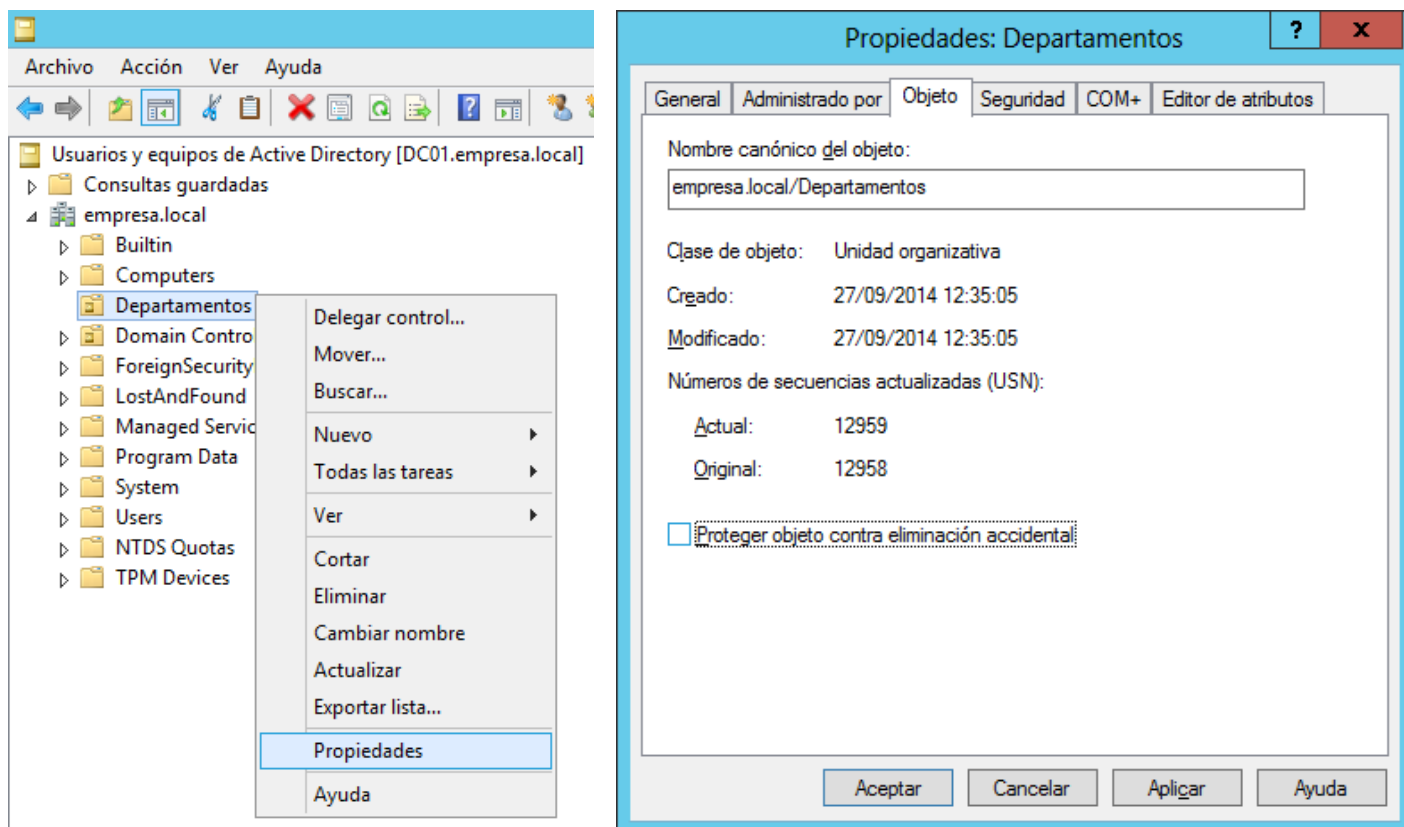 Archivo Acción Ver Ayuda
Usuarios y equipos de Active Directory [DC01.empresa.local]
Consultas guardadas
empresa.local
Builtin
Computers
Departamentos
Domain Contro
ForeignSecurity
LostAndFound
Managed Servic
Program Data
System
Users
NTDS Quotas
TPM Devices
Delegar control...
Mover...
Buscar...
Nuevo
Todas las tareas
Ver
Cortar
Eliminar
Cambiar nombre
Actualizar
Exportar lista...
Propiedades
Ayuda
Propiedades: Departamentos ? x
General Administrado por Objeto Seguridad COM+ Editor de atributos
Nombre canónico del objeto:
empresa.local/Departamentos
Clase de objeto: Unidad organizativa
Creado: 27/09/2014 12:35:05
Modificado: 27/09/2014 12:35:05
Números de secuencias actualizadas (USN):
Actual: 12959
Original: 12958
Proteger objeto contra eliminación accidental
Aceptar Cancelar Aplicar Ayuda